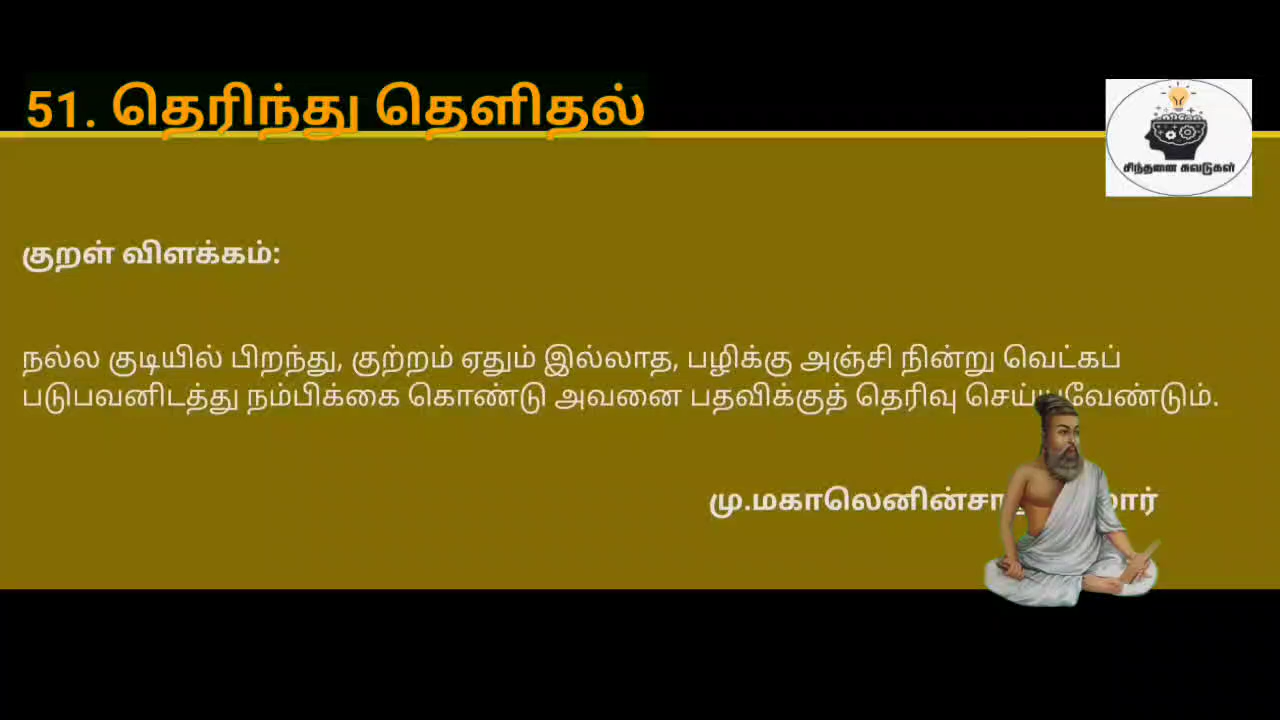 51. தெரிந்து தெளிதல்
சிந்தனை சுவடுகள்
குறள் விளக்கம்:
நல்ல குடியில் பிறந்து, குற்றம் ஏதும் இல்லாத, பழிக்கு அஞ்சி நின்று வெட்கப்
படுபவனிடத்து நம்பிக்கை கொண்டு அவனை பதவிக்குத் தெரிவு செய்யவேண்டும்.